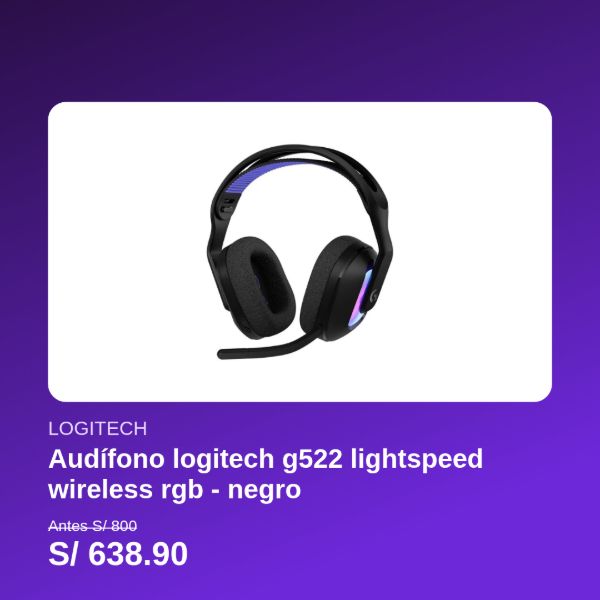 LOGITECH
Audífono logitech g522 lightspeed
wireless rgb - negro
Antes S/ 800
S/ 638.90